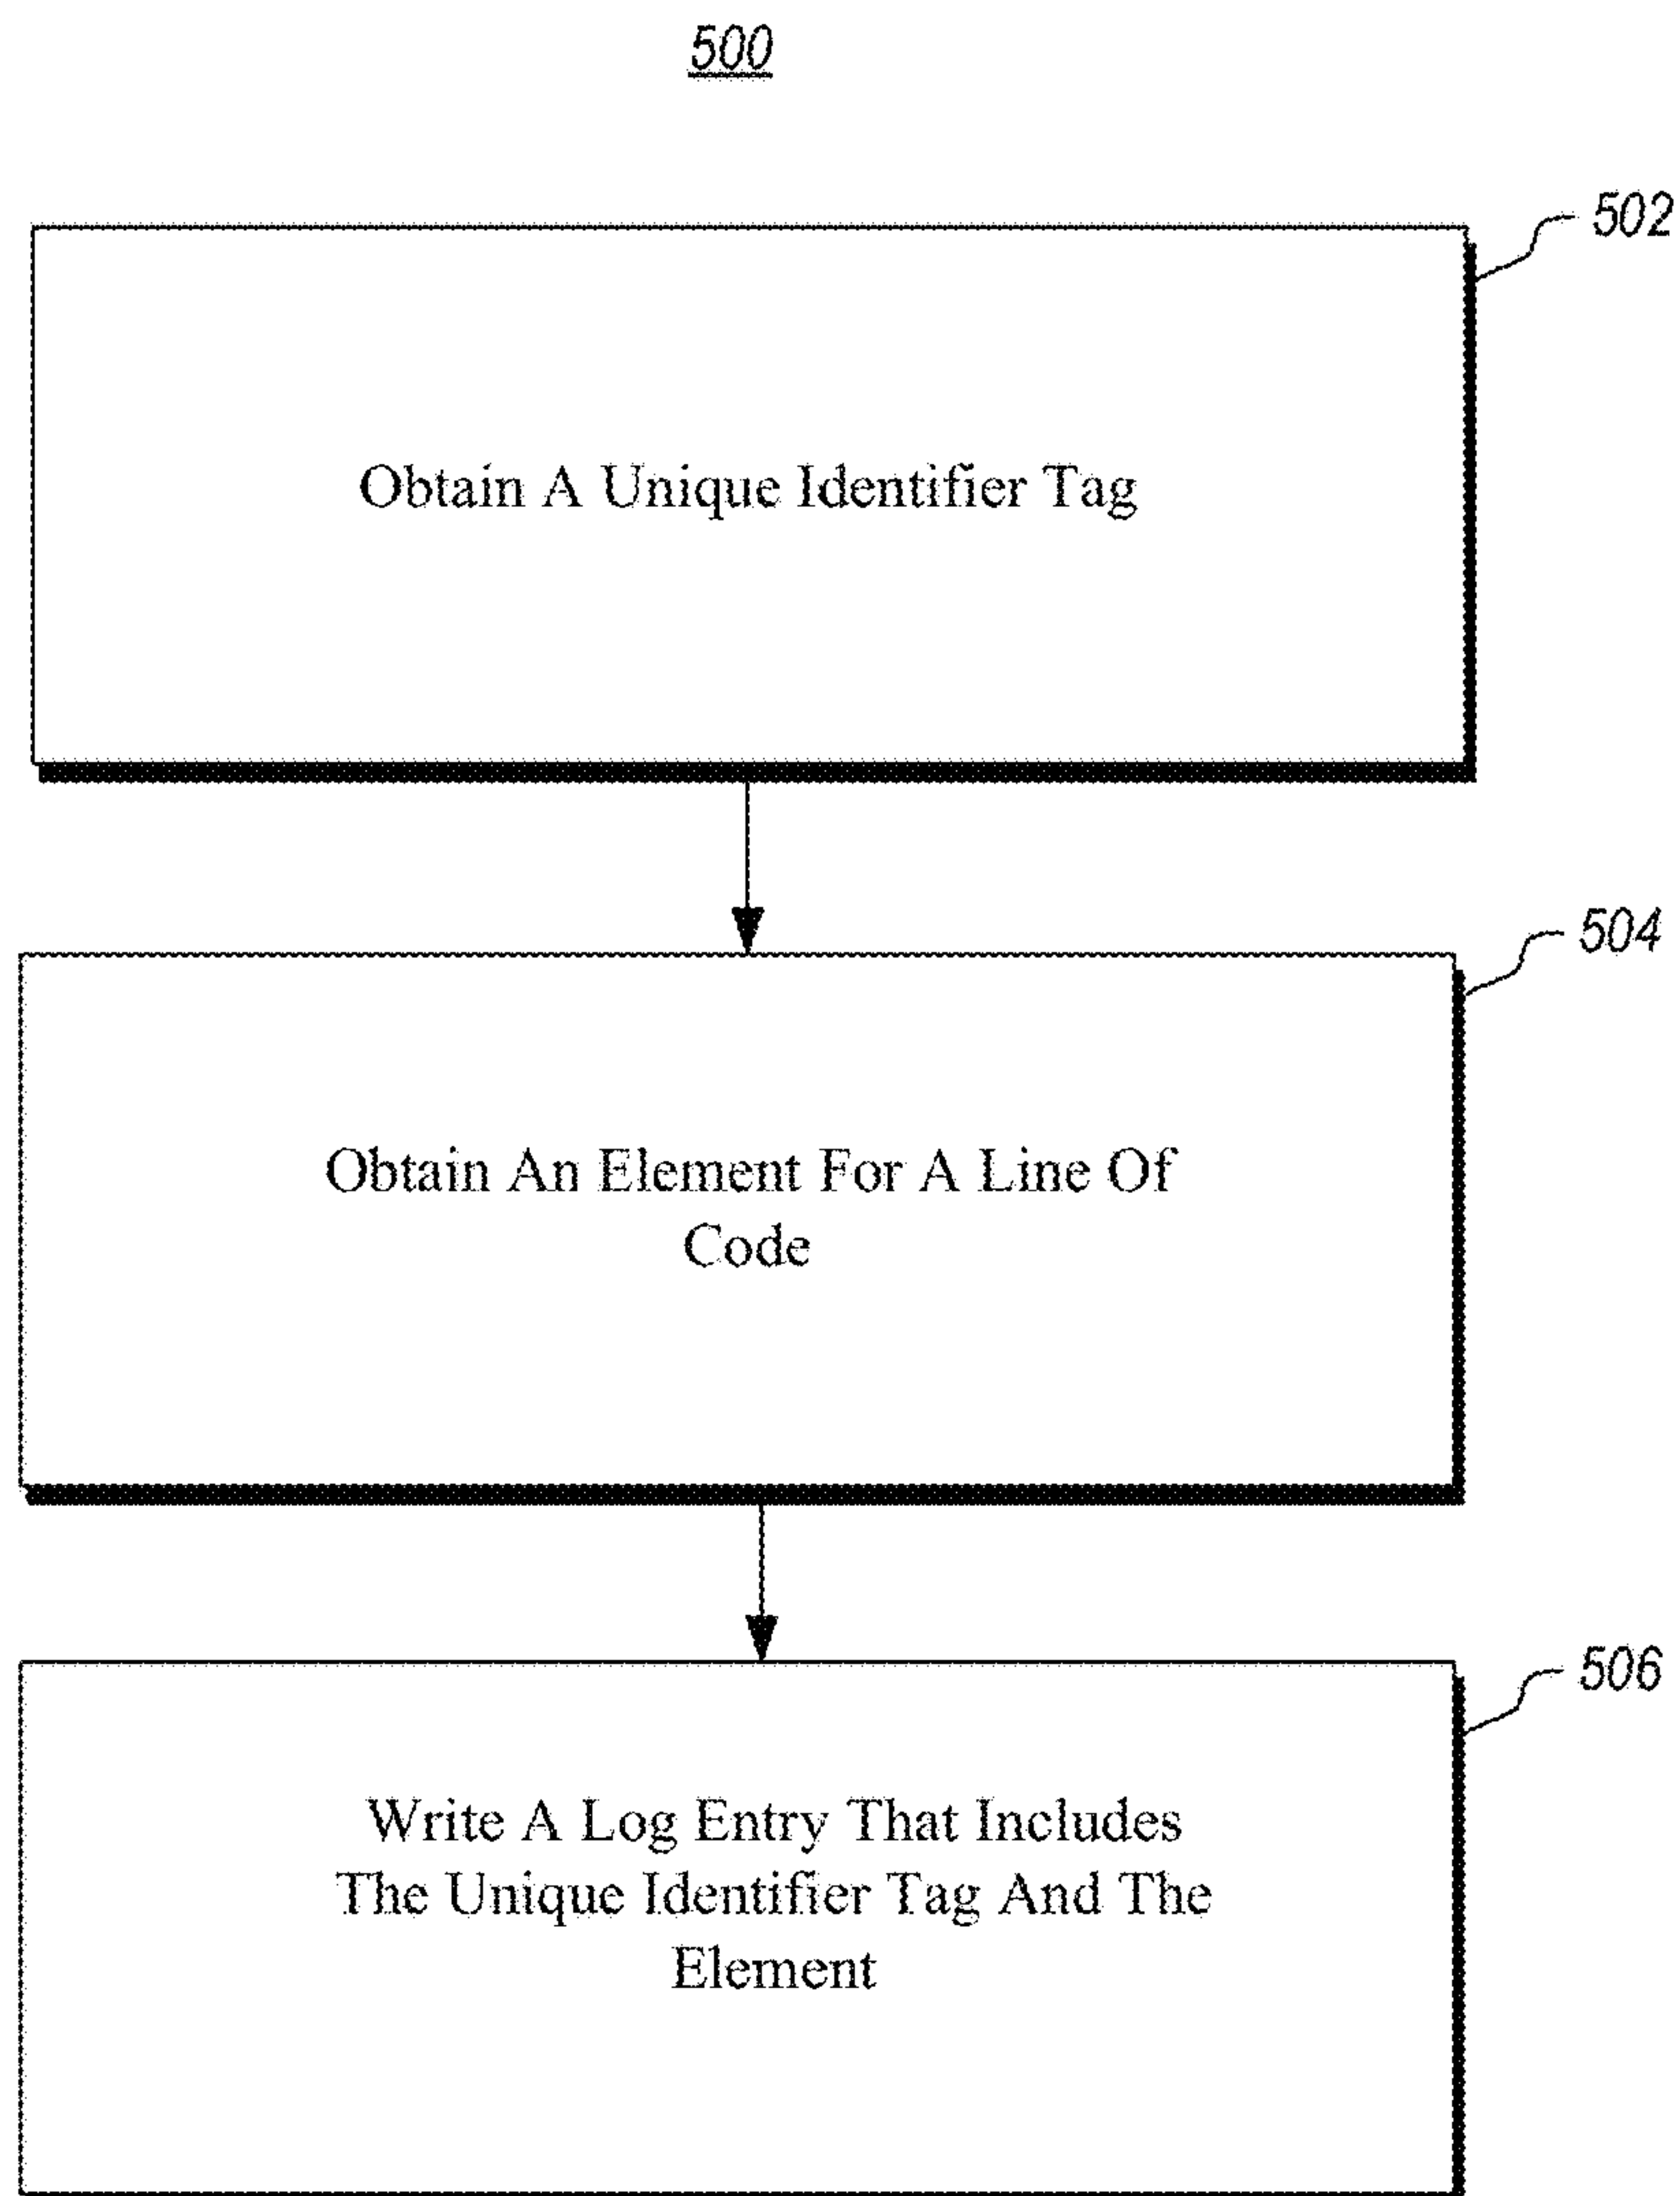 500
502
Obtain A Unique Identifier Tag
504
Obtain An Element For A Line Of
Code
506
Write A Log Entry That Includes
The Unique Identifier Tag And The
Element